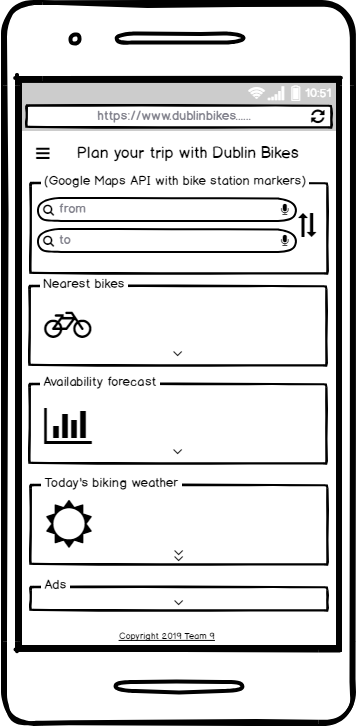 10:51
https://www.dublinbikes......
Plan your trip with Dublin Bikes
(Google Maps API with bike station markers)
from
to
Nearest bikes
Availability forecast
Today's biking weather
Ads
Copyright 2019 Team 9